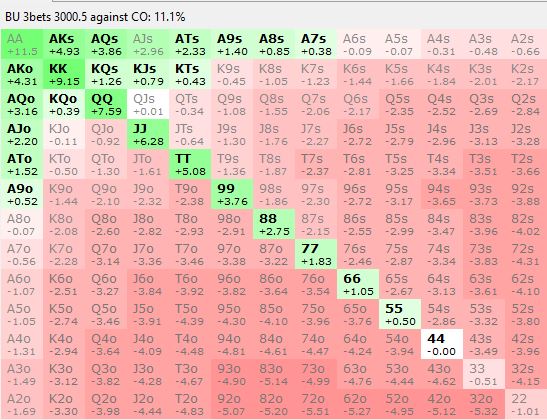 BU 3bets 3000.5 against CO: 11.1%
AA AKs AQs AJs ATs A9s A8s A7s A6s A5s A4s A3s A2s
+11.5 +4.93 +3.86 +2.96 +2.33 +1.40 +0.85 +0.38 -0.09 -0.07 -0.31 -0.48 -0.66
AKo KK KQs KJs KTs K9s K8s K7s K6s K5s K4s K3s K2s
+4.31 +9.15 +1.26 +0.79 +0.43 -0.45 -1.05 -1.23 -1.44 -1.66 -1.84 -2.01 -2.17
AQo KQo QQ QJs QTs Q9s Q8s Q7s Q6s Q5s Q4s Q3s Q2s
+3.16 +0.39 +7.59 +0.01 -0.34 -1.08 -1.55 -2.06 -2.17 -2.35 -2.52 -2.69 -2.84
AJo KJo QJo JJ JTs J9s J8s J7s J6s J5s J4s J3s J2s
+2.20 -0.11 -0.92 +6.28 -0.64 -1.30 -1.76 -2.27 -2.72 -2.79 -2.96 -3.13 -3.28
ATo KTo QTo JTo TT T9s T8s T7s T6s T5s T4s T3s T2s
+1.52 -0.50 -1.30 -1.61 +5.08 -1.36 -1.87 -2.37 -2.81 -3.25 -3.34 -3.51 -3.66
A9o K9o Q9o J9o T9o 99 98s 97s 96s 95s 94s 93s 92s
+0.52 -1.44 -2.10 -2.32 -2.38 +3.76 -1.86 -2.30 -2.72 -3.17 -3.65 -3.73 -3.88
A8o K8o Q8o J8o T8o 98o 88 87s 86s 85s 84s 83s 82s
-0.07 -2.08 -2.60 -2.82 -2.93 -2.91 +2.75 -2.15 -2.55 -2.99 -3.47 -3.96 -4.02
A7o K7o Q7o J7o T7o 97o 87o 77 76s 75s 74s 73s 72s
-0.56 -2.28 -3.14 -3.36 -3.46 -3.38 -3.22 +1.83 -2.46 -2.87 -3.34 -3.83 -4.31
A6o K6o Q6o J6o T6o 96o 86o 76o 66 65s 64s 63s 62s
-1.07 -2.51 -3.27 -3.84 -3.92 -3.82 -3.64 -3.54 +1.05 -2.67 -3.13 -3.61 -4.10
A5o K5o Q5o J5o T5o 95o 85o 75o 65o 55 54s 53s 52s
-1.05 -2.74 -3.46 -3.91 -4.39 -4.30 -4.10 -3.96 -3.76 +0.50 -2.86 -3.32 -3.80
A4o K4o Q4o J4o T4o 94o 84o 74o 64o 54o 44 43s 42s
-1.31 -2.94 -3.64 -4.09 -4.48 -4.81 -4.61 -4.47 -4.24 -3.94 -0.00 -3.49 -3.96
A3o K3o Q3o J3o T3o 93o 83o 73o 63o 53o 43o 33 32s
-1.49 -3.12 -3.82 -4.28 -4.67 -4.90 -5.14 -4.99 -4.76 -4.44 -4.62 -0.51 -4.15
A2o K2o Q2o J2o T2o 92o 82o 72o 62o 52o 42o 32o 22
-1.69 -3.30 -3.98 -4.44 -4.83 -5.07 -5.20 -5.51 -5.27 -4.95 -5.12 -5.32 -1.01